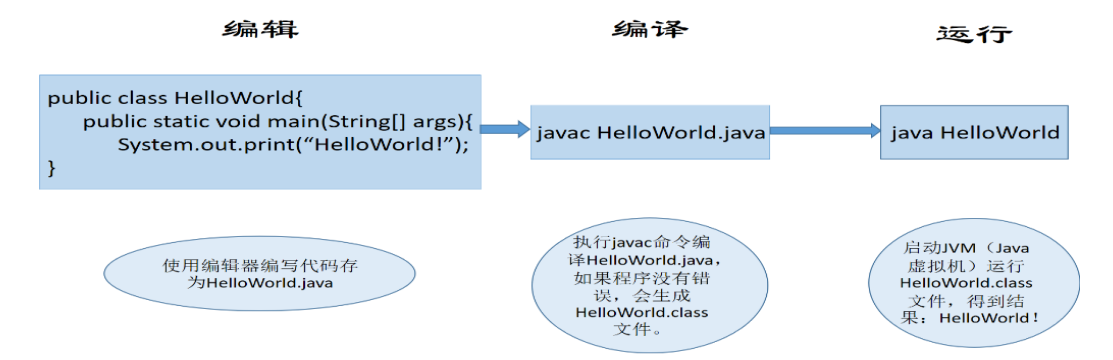 编辑
编译
运行
public class HelloWorld{
public static void main(String[] args){
System.out.print(“HelloWorld!”);
}
javac HelloWorld.java
java HelloWorld
使用编辑器编写代码存
为HelloWorld.java
执行javac命令编
译HelloWorld.java，
如果程序没有错
误，会生成
HelloWorld.class
文件。
启动JVM（Java
虚拟机）运行
HelloWorld.class
文件，得到结
果：HelloWorld！